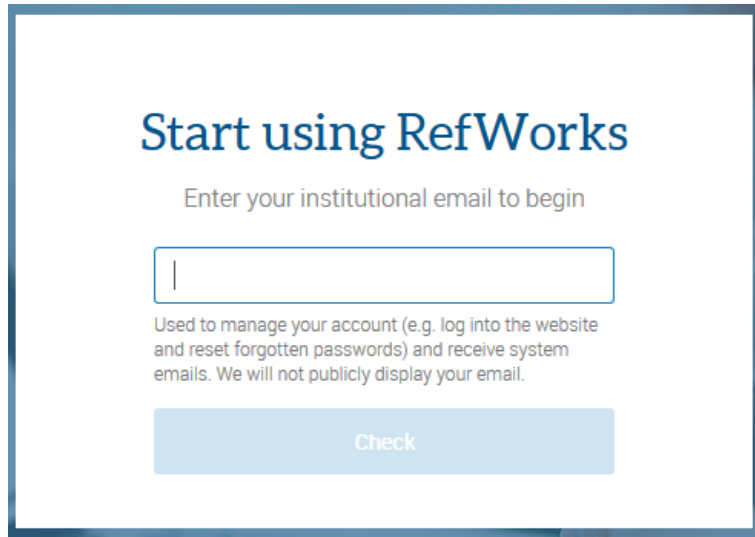 Start using RefWorks
Enter your institutional email to begin
Used to manage your account (e.g. log into the website
and reset forgotten passwords) and receive system
emails. We will not publicly display your email.
Check